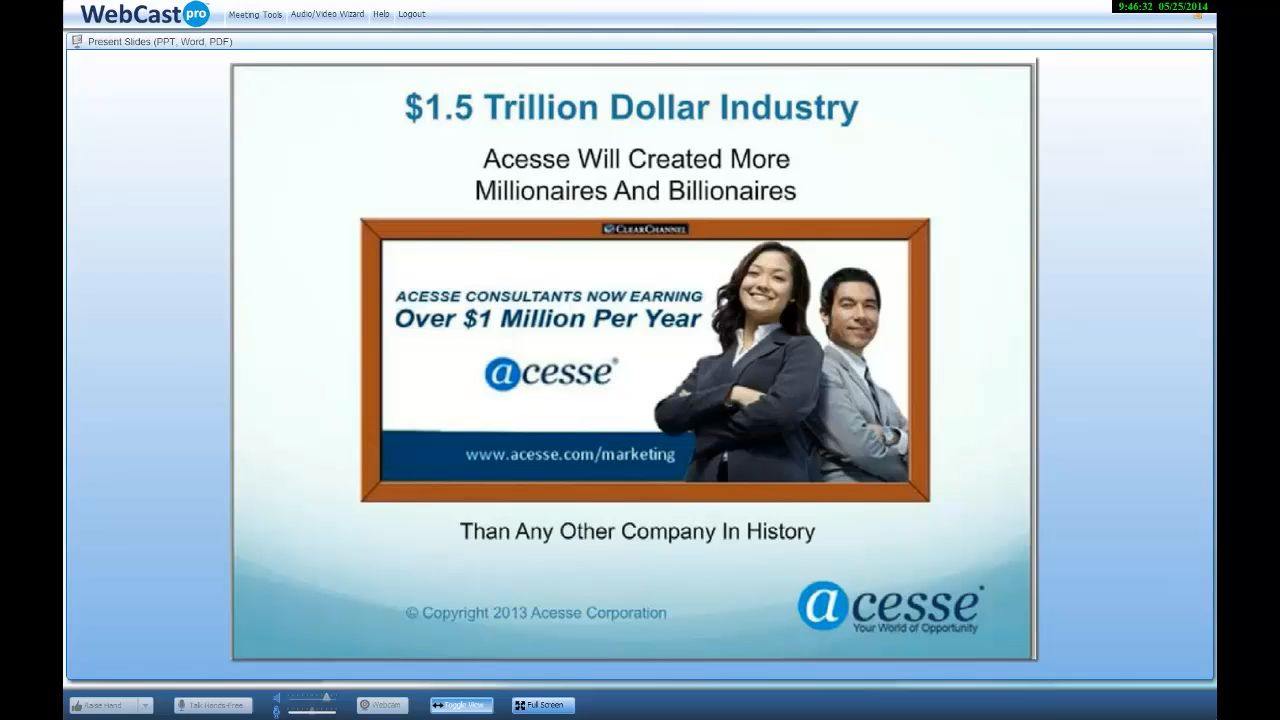 9:46:32 05/25/2014
WebCast pro
Meeting Tools Audio/Video Wizard Help Logout
Present Slides (PPT, Word, PDF)
$1.5 Trillion Dollar Industry
Acesse Will Created More
Millionaires And Billionaires
CLEARCHANNEL
ACESSE CONSULTANTS NOW EARNING
Over $1 Million Per Year
acesse
www.acesse.com/marketing
Than Any Other Company In History
© Copyright 2013 Acesse Corporation
acesse
Your World of Opportunity
Raise Hand Talk Hands-Free Webcam Toggle View Full Screen